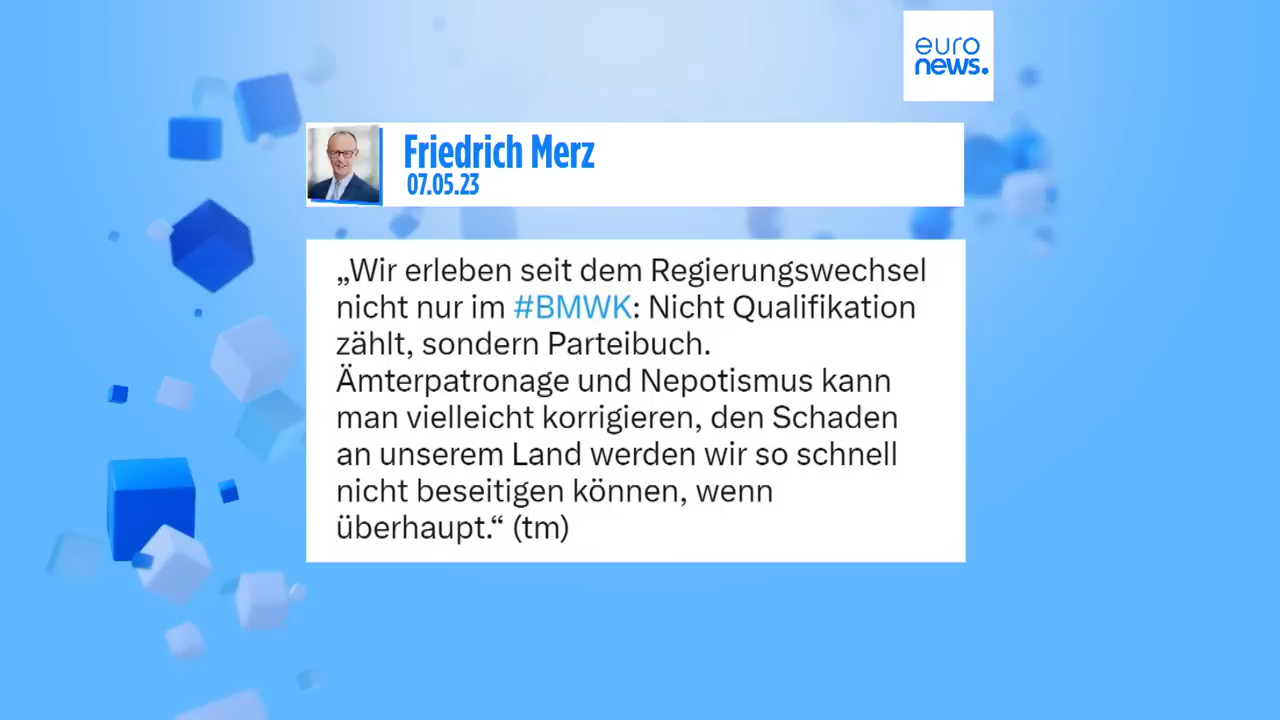 euro
news.
Friedrich Merz
07.05.23
„Wir erleben seit dem Regierungswechsel
nicht nur im #BMWK: Nicht Qualifikation
zählt, sondern Parteibuch.
Ämterpatronage und Nepotismus kann
man vielleicht korrigieren, den Schaden
an unserem Land werden wir so schnell
nicht beseitigen können, wenn
überhaupt.“ (tm)